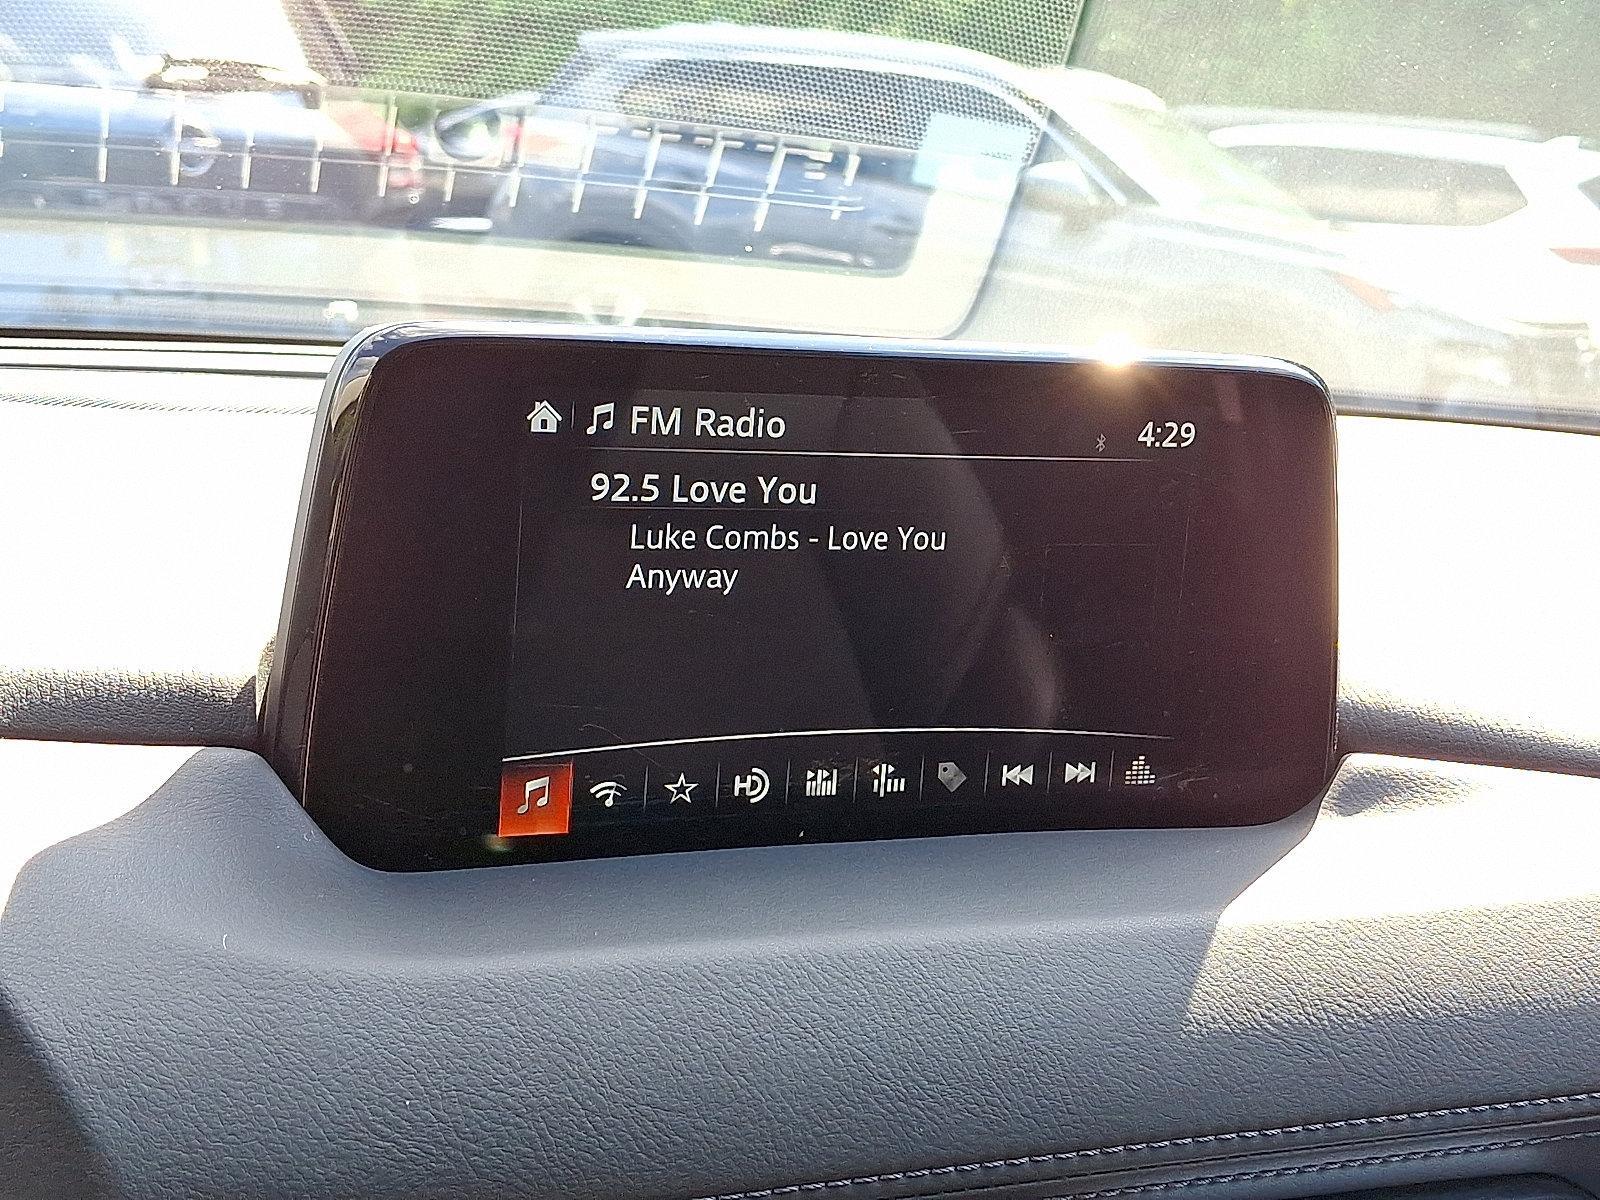 FM Radio
4:29
92.5 Love You
Luke Combs - Love You
Anyway
HD